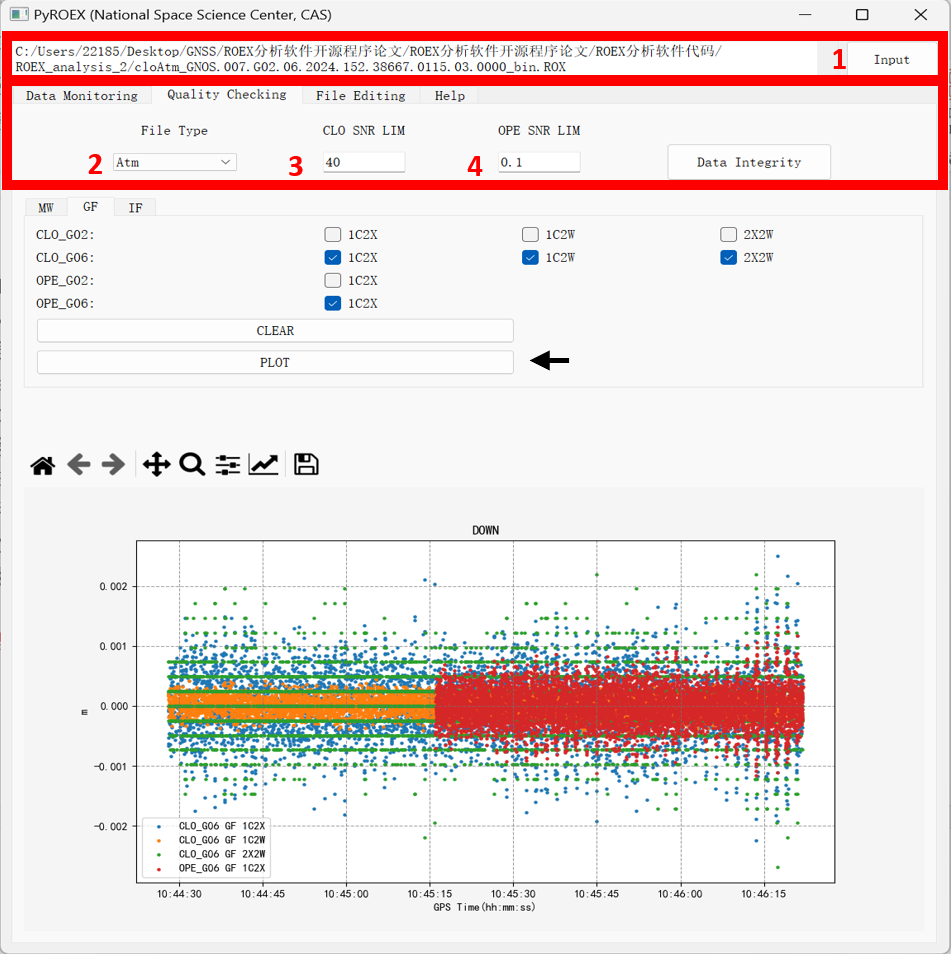 PyROEX (National Space Science Center, CAS)
C:/Users/22185/Desktop/GNSS/ROEX分析软件开源程序论文/ROEX分析软件开源程序论文/ROEX分析软件代码/
ROEX_analysis_2/cloAtm_GNOS.007.G02.06.2024.152.38667.0115.03.0000_bin.ROX
1
Input
Data Monitoring
Quality Checking
File Editing
Help
File Type
CLO SNR LIM
OPE SNR LIM
2
Atm
3
40
4
0.1
Data Integrity
MW
GF
IF
CLO_G02:
1C2X
1C2W
2X2W
CLO_G06:
1C2X
1C2W
2X2W
OPE_G02:
1C2X
OPE_G06:
1C2X
CLEAR
PLOT
DOWN
0.002
0.001
0.000
−0.001
−0.002
m
CLO_G06 GF 1C2X
CLO_G06 GF 1C2W
CLO_G06 GF 2X2W
OPE_G06 GF 1C2X
10:44:30
10:44:45
10:45:00
10:45:15
10:45:30
10:45:45
10:46:00
10:46:15
GPS Time(hh:mm:ss)